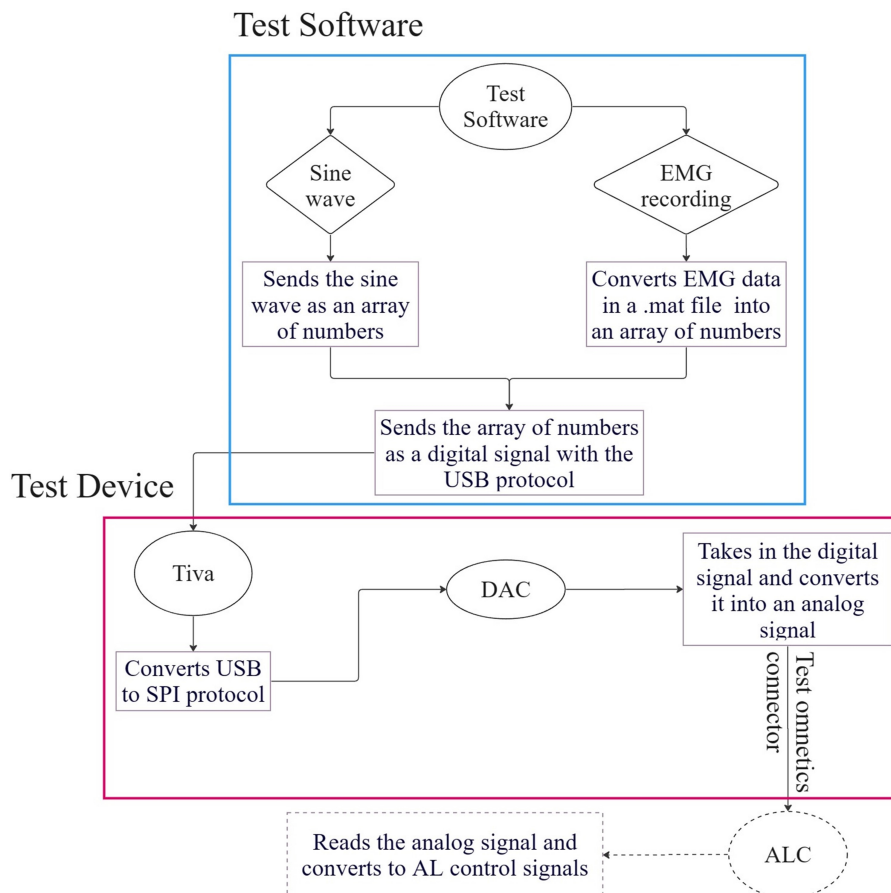 Test Software
Test
Software
Sine
wave
EMG
recording
Sends the sine
wave as an array
of numbers
Converts EMG data
in a .mat file into
an array of numbers
Sends the array of numbers
as a digital signal with the
USB protocol
Test Device
Tiva
DAC
Takes in the digital
signal and converts
it into an analog
signal
Converts USB
to SPI protocol
Test omnetics
connector
Reads the analog signal and
converts to AL control signals
ALC